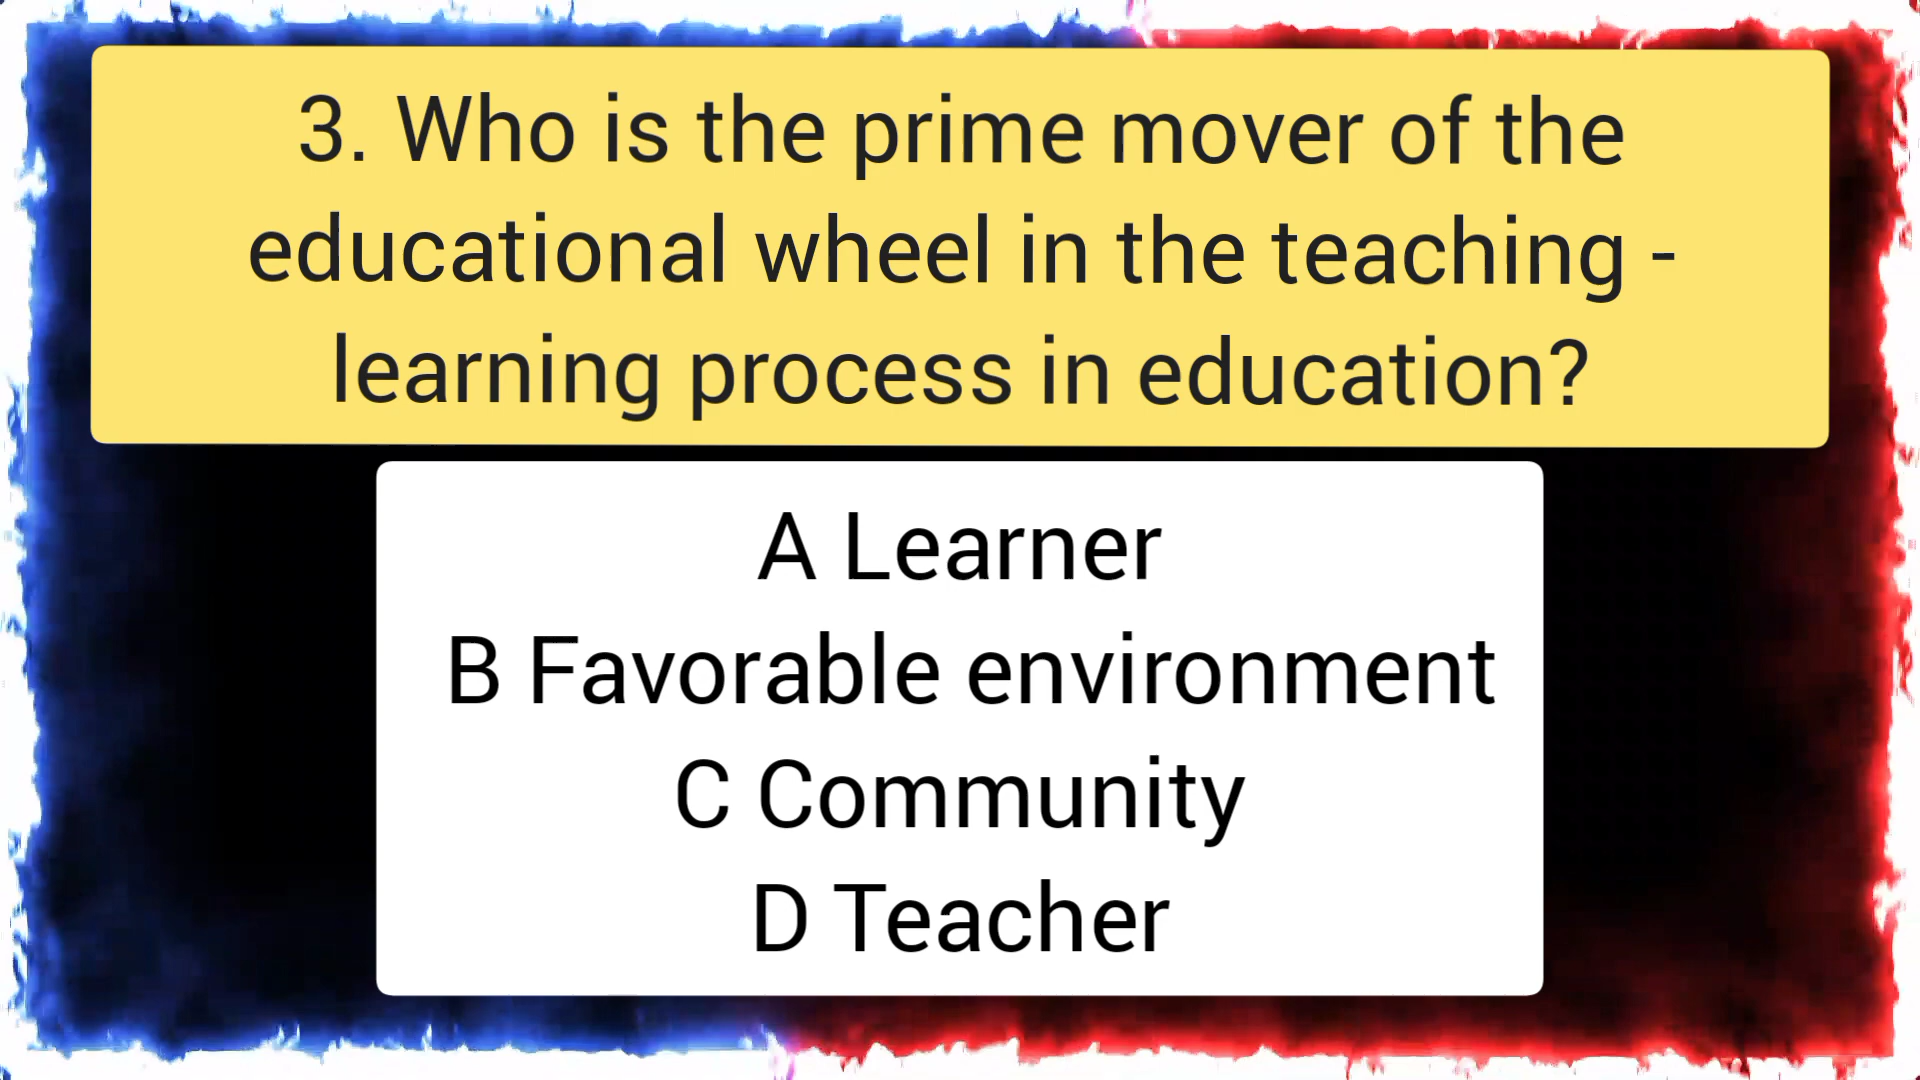 3. Who is the prime mover of the
educational wheel in the teaching -
learning process in education?
A Learner
B Favorable environment
C Community
D Teacher